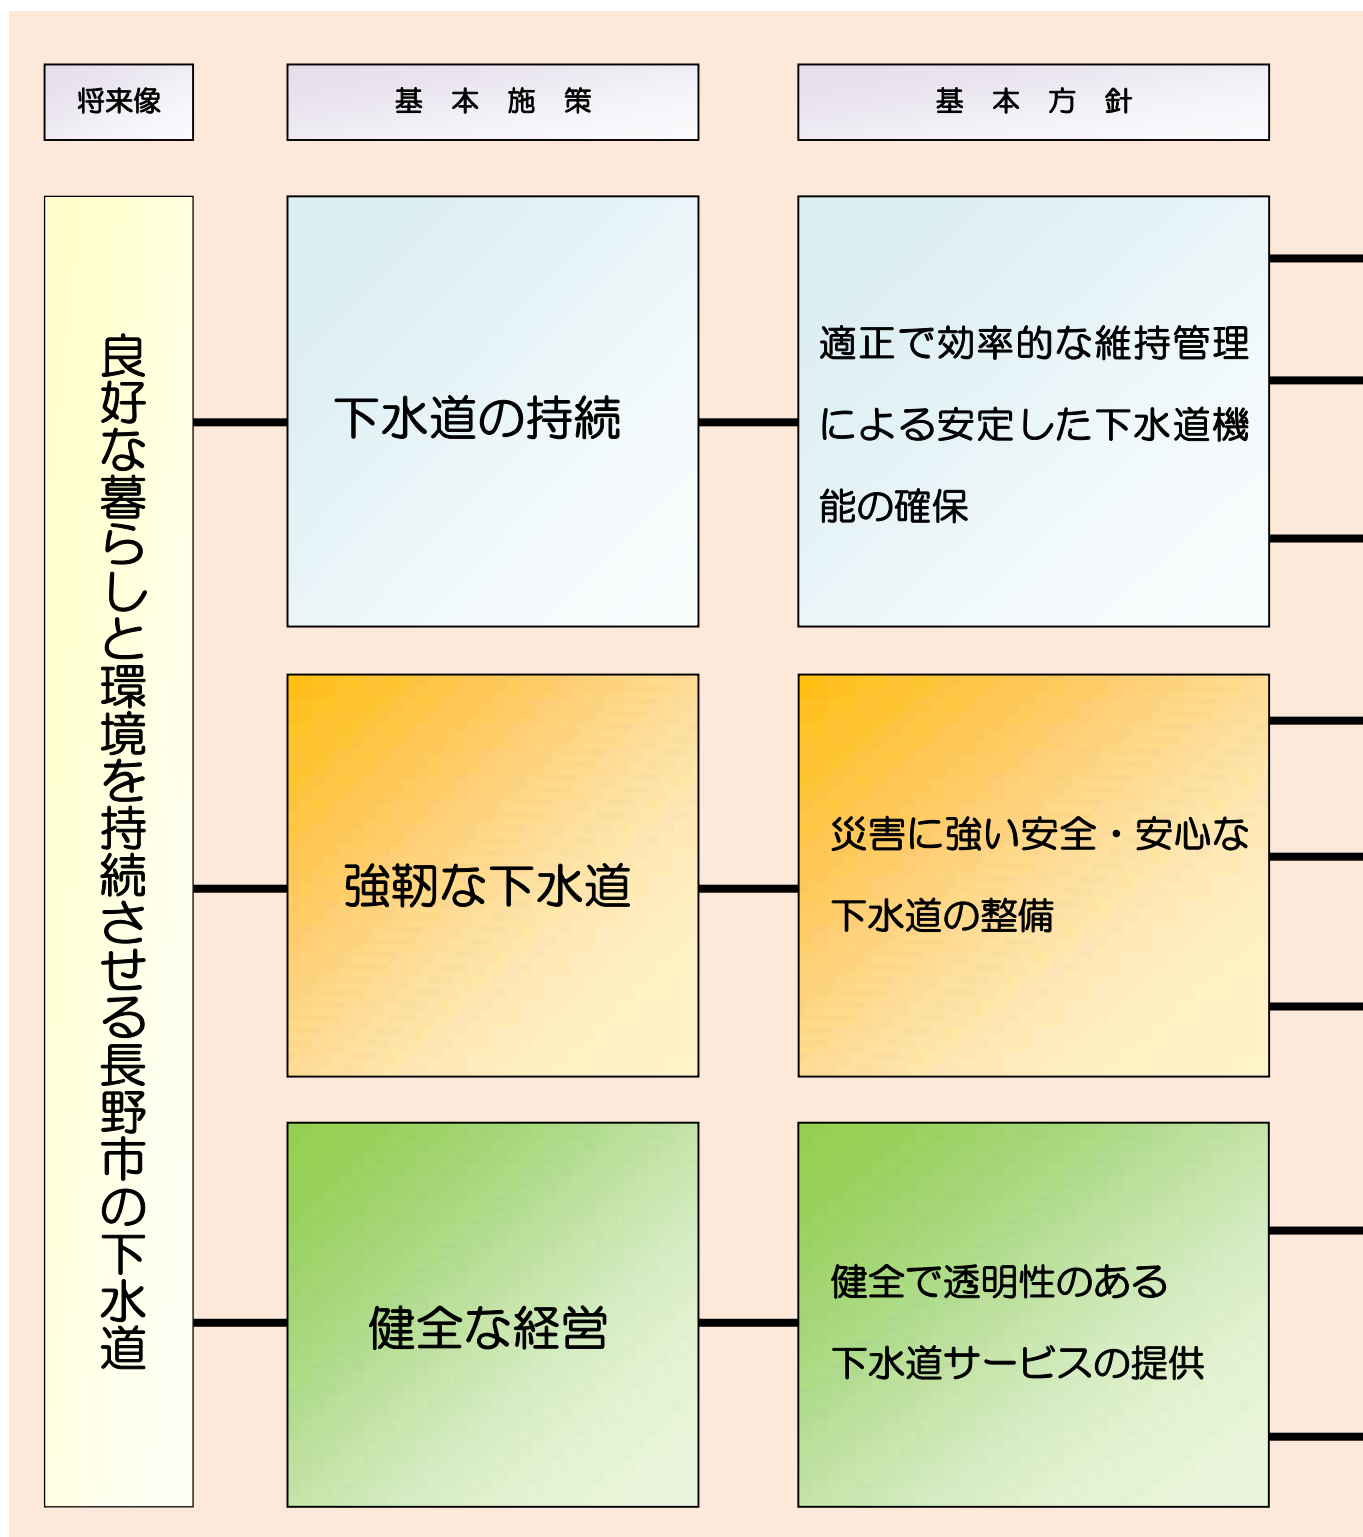 将来像
基本施策
基本方針
良好な暮らしと環境を持続させる長野市の下水道
下水道の持続
適正で効率的な維持管理
による安定した下水道機
能の確保
強靭な下水道
災害に強い安全・安心な
下水道の整備
健全な経営
健全で透明性のある
下水道サービスの提供